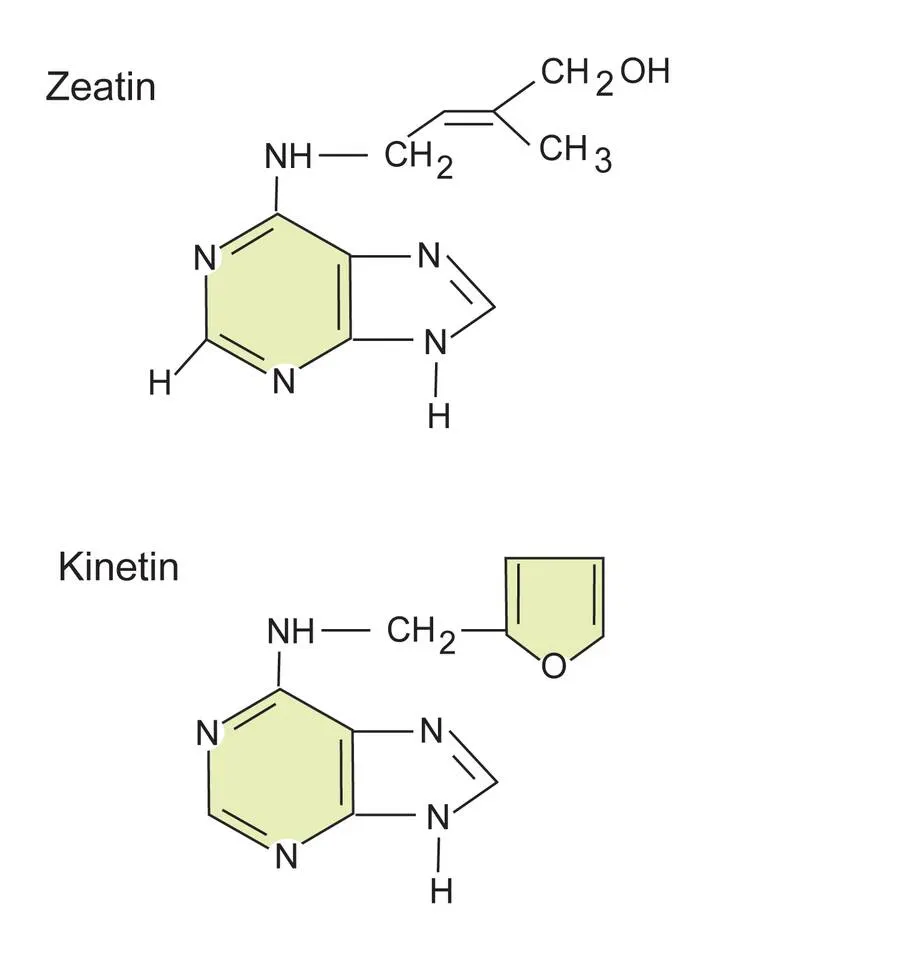 Zeatin
CH2OH
NH CH2 CH3
N N
N N
H H
Kinetin
NH CH2
O
N N
N N
H